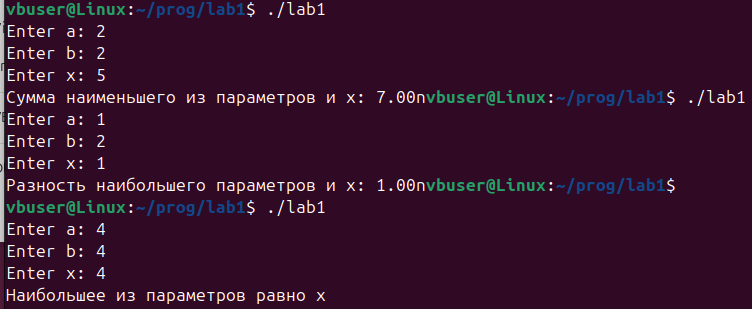 vbuser@Linux:~/prog/lab1$ ./lab1
Enter a: 2
Enter b: 2
Enter x: 5
Сумма наименьшего из параметров и x: 7.00nvbuser@Linux:~/prog/lab1$ ./lab1
Enter a: 1
Enter b: 2
Enter x: 1
Разность наибольшего параметров и x: 1.00nvbuser@Linux:~/prog/lab1$
vbuser@Linux:~/prog/lab1$ ./lab1
Enter a: 4
Enter b: 4
Enter x: 4
Наибольшее из параметров равно x